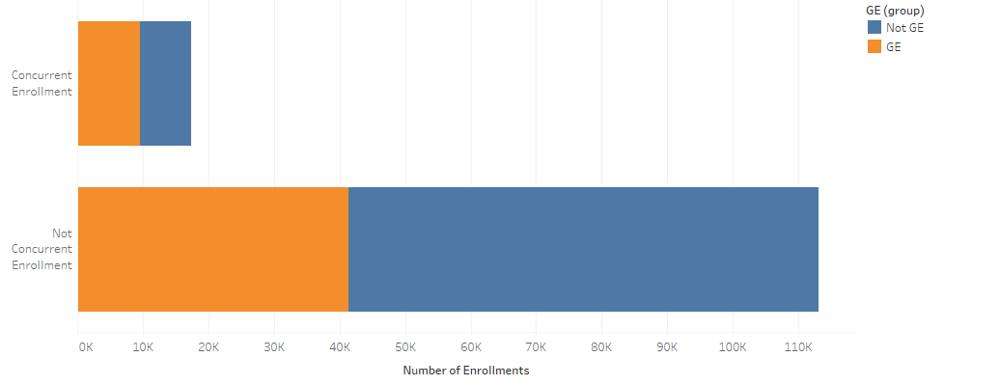 GE (group)
Not GE
GE
Concurrent
Enrollment
Not
Concurrent
Enrollment
0K 10K 20K 30K 40K 50K 60K 70K 80K 90K 100K 110K
Number of Enrollments